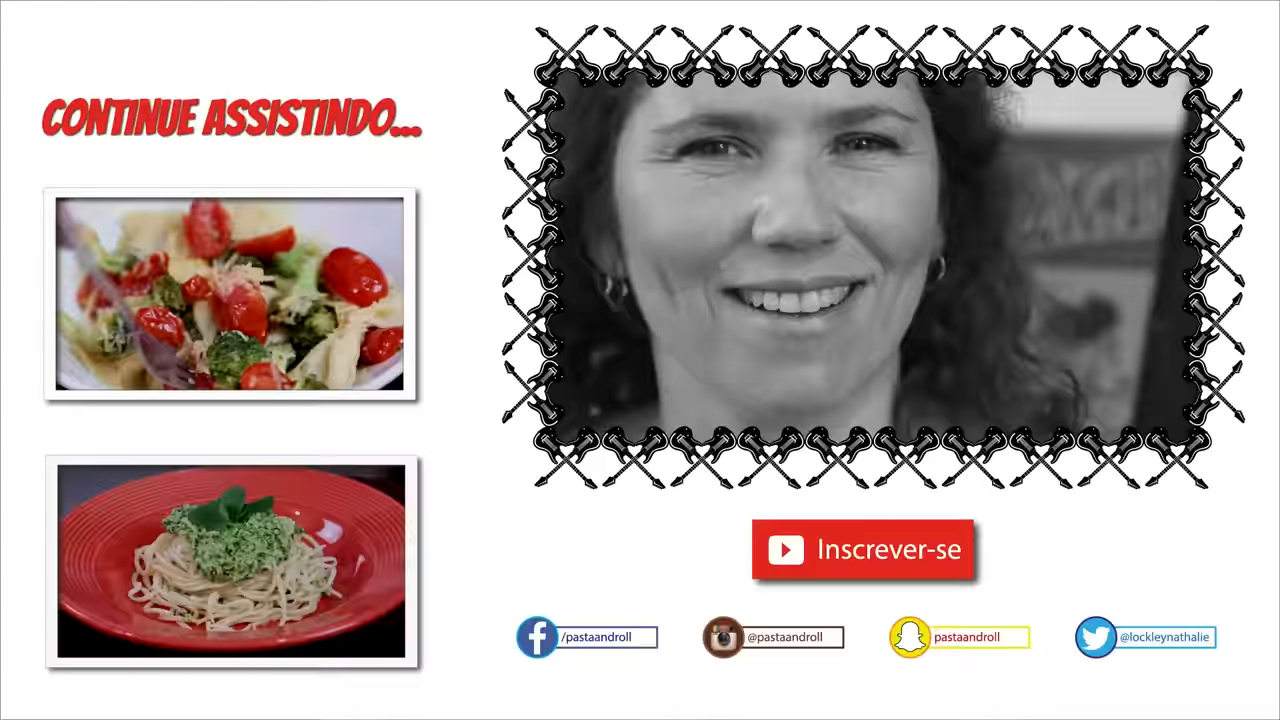 CONTINUE ASSISTINDO...
Inscrever-se
/pastaandroll
@pastaandroll
pastaandroll
@lockleynathalie